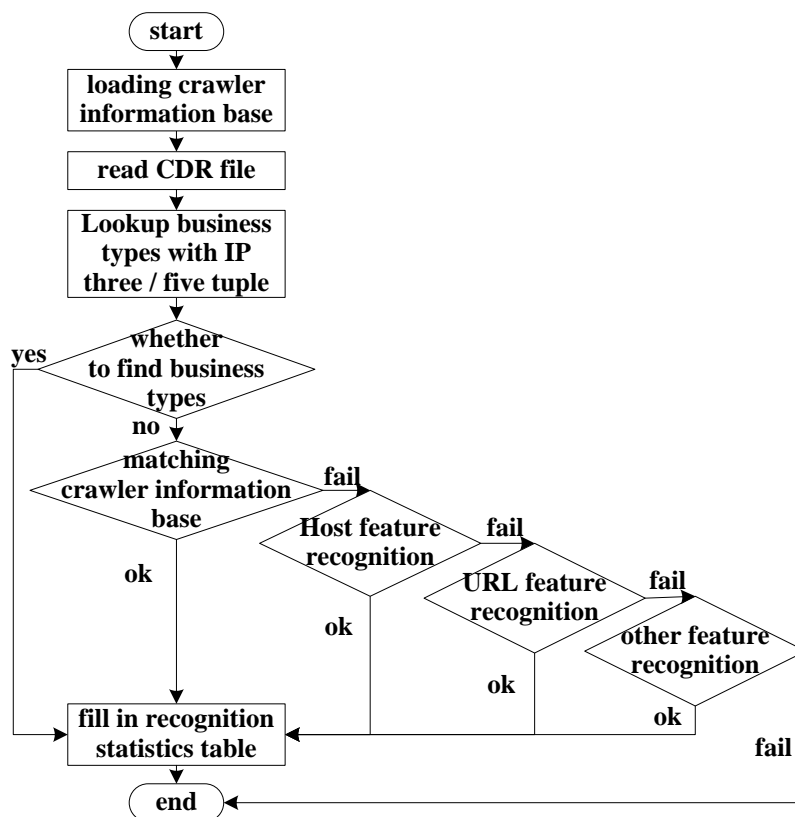 start
loading crawler
information base
read CDR file
Lookup business
types with IP
three / five tuple
whether
to find business
types
yes
no
matching
crawler information
base
fail
ok
Host feature
recognition
fail
ok
URL feature
recognition
fail
ok
other feature
recognition
ok
fail
fill in recognition
statistics table
end